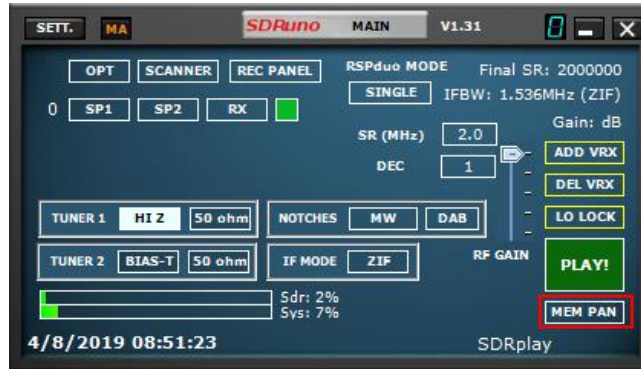 SETT. MA SDRuno MAIN V1.31 0
OPT SCANNER REC PANEL RSPduo MODE Final SR: 2000000
SINGLE IFBW: 1.536MHz (ZIF)
0 SP1 SP2 RX Gain: dB
SR (MHz) 2.0
ADD VRX
DEC 1
DEL VRX
TUNER 1 HI Z 50 ohm NOTCHES MW DAB LO LOCK
TUNER 2 BIAS-T 50 ohm IF MODE ZIF RF GAIN PLAY!
Sdr: 2%
Sys: 7% MEM PAN
4/8/2019 08:51:23 SDRplay